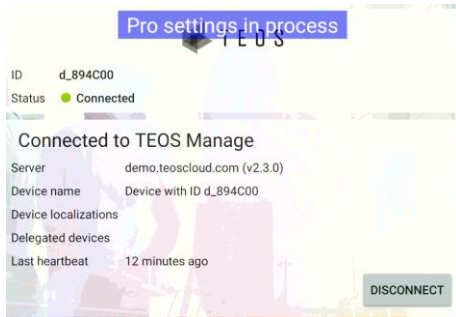 Pro settings in process
TEOS
ID d_894C00
Status Connected
Connected to TEOS Manage
Server demo.teoscloud.com (v2.3.0)
Device name Device with ID d_894C00
Device localizations
Delegated devices
Last heartbeat 12 minutes ago
DISCONNECT